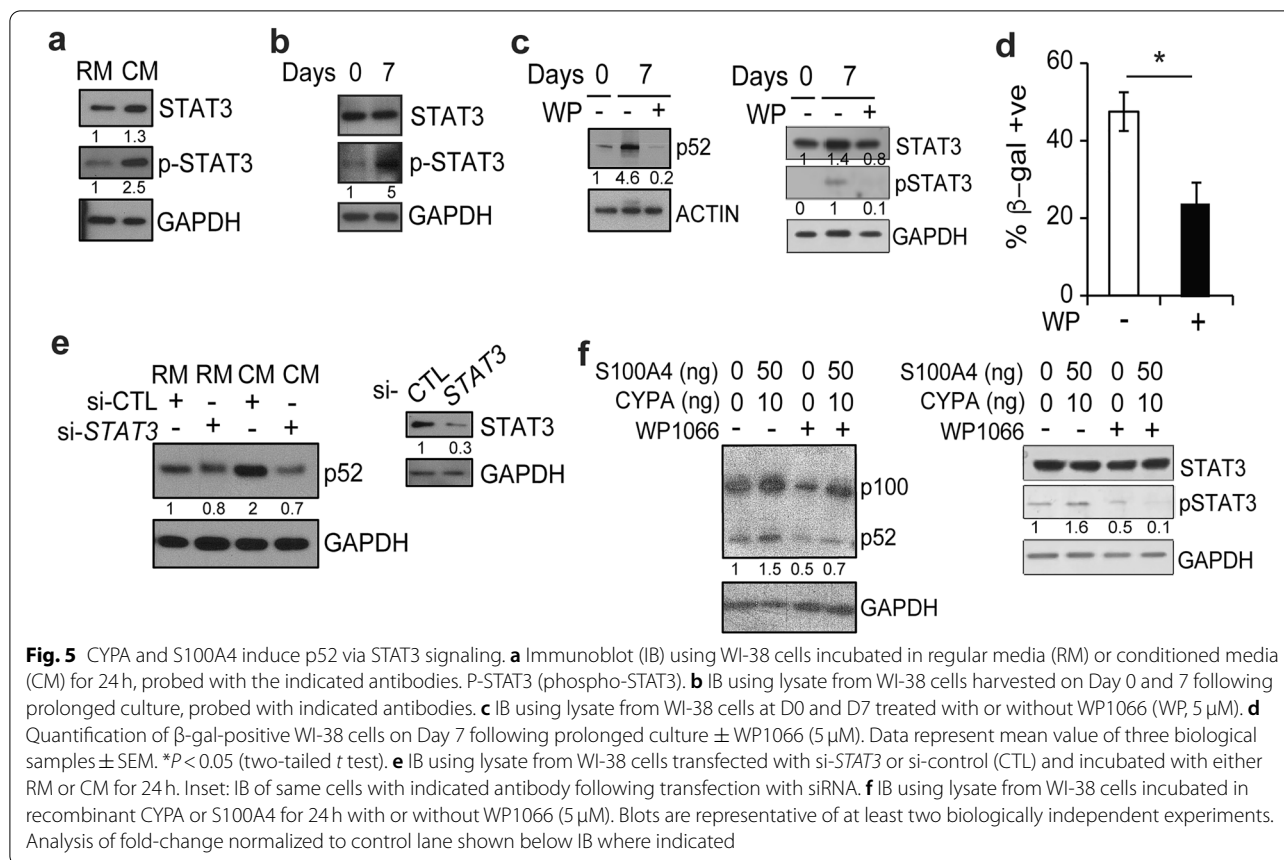 a
RM CM
STAT3
1 1.3
p-STAT3
1 2.5
GAPDH
b
Days 0 7
STAT3
p-STAT3
1 5
GAPDH
c
Days 0 7
WP - - +
p52
1 4.6 0.2
ACTIN
Days 0 7
WP - - +
STAT3
1 1.4 0.8
pSTAT3
0 1 0.1
GAPDH
d
*
% β–gal +ve
60
40
20
0
WP - +
e
RM RM CM CM
si-CTL + - + -
si-STAT3 - + - +
p52
1 0.8 2 0.7
GAPDH
si- CTL STAT3
STAT3
1 0.3
GAPDH
f
S100A4 (ng) 0 50 0 50
CYPA (ng) 0 10 0 10
WP1066 - - + +
p100
p52
1 1.5 0.5 0.7
GAPDH
S100A4 (ng) 0 50 0 50
CYPA (ng) 0 10 0 10
WP1066 - - + +
STAT3
pSTAT3
1 1.6 0.5 0.1
GAPDH
Fig. 5 CYPA and S100A4 induce p52 via STAT3 signaling. a Immunoblot (IB) using WI-38 cells incubated in regular media (RM) or conditioned media
(CM) for 24 h, probed with the indicated antibodies. P-STAT3 (phospho-STAT3). b IB using lysate from WI-38 cells harvested on Day 0 and 7 following
prolonged culture, probed with indicated antibodies. c IB using lysate from WI-38 cells at D0 and D7 treated with or without WP1066 (WP, 5 μM). d
Quantification of β-gal-positive WI-38 cells on Day 7 following prolonged culture ± WP1066 (5 μM). Data represent mean value of three biological
samples ± SEM. *P < 0.05 (two-tailed t test). e IB using lysate from WI-38 cells transfected with si-STAT3 or si-control (CTL) and incubated with either
RM or CM for 24 h. Inset: IB of same cells with indicated antibody following transfection with siRNA. f IB using lysate from WI-38 cells incubated in
recombinant CYPA or S100A4 for 24 h with or without WP1066 (5 μM). Blots are representative of at least two biologically independent experiments.
Analysis of fold-change normalized to control lane shown below IB where indicated